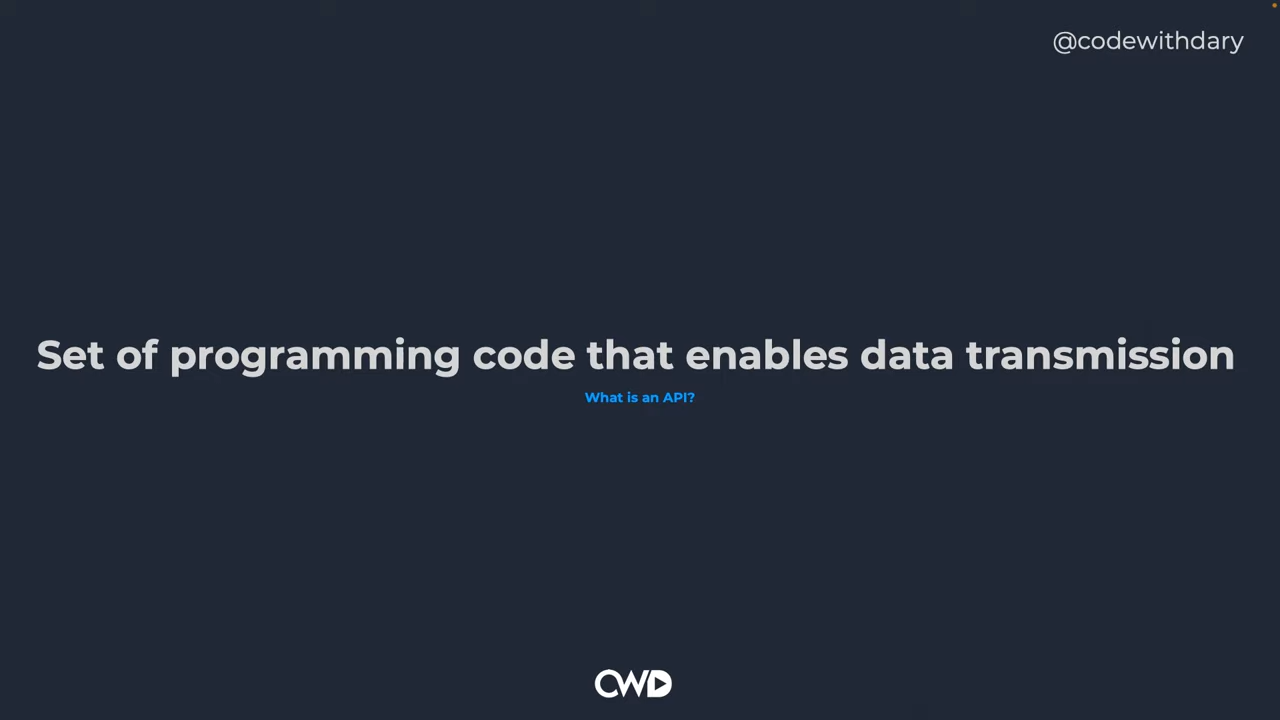 @codewithdary
Set of programming code that enables data transmission
What is an API?
CWD